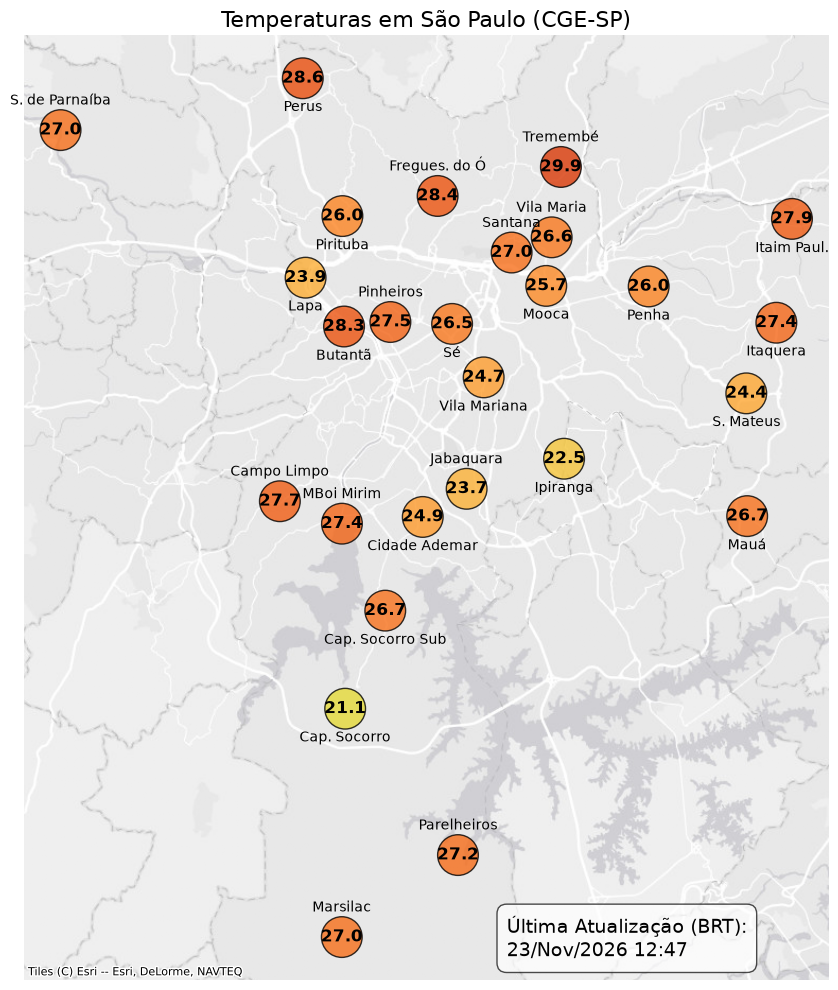 Temperaturas em São Paulo (CGE-SP)
28.6
Perus
S. de Parnaíba
27.0
Tremembé
29.9
Fregues. do Ó
28.4
26.0
Pirituba
Vila Maria
26.6
Santana
27.0
27.9
Itaim Paul.
23.9
Lapa
25.7
Mooca
26.0
Penha
Pinheiros
27.5
28.3
Butantã
26.5
Sé
27.4
Itaquera
24.7
Vila Mariana
24.4
S. Mateus
22.5
Ipiranga
Jabaquara
23.7
Campo Limpo
27.7
MBoi Mirim
27.4
24.9
Cidade Ademar
26.7
Mauá
26.7
Cap. Socorro Sub
21.1
Cap. Socorro
Parelheiros
27.2
Marsilac
27.0
Última Atualização (BRT):
23/Nov/2026 12:47
Tiles (C) Esri -- Esri, DeLorme, NAVTEQ